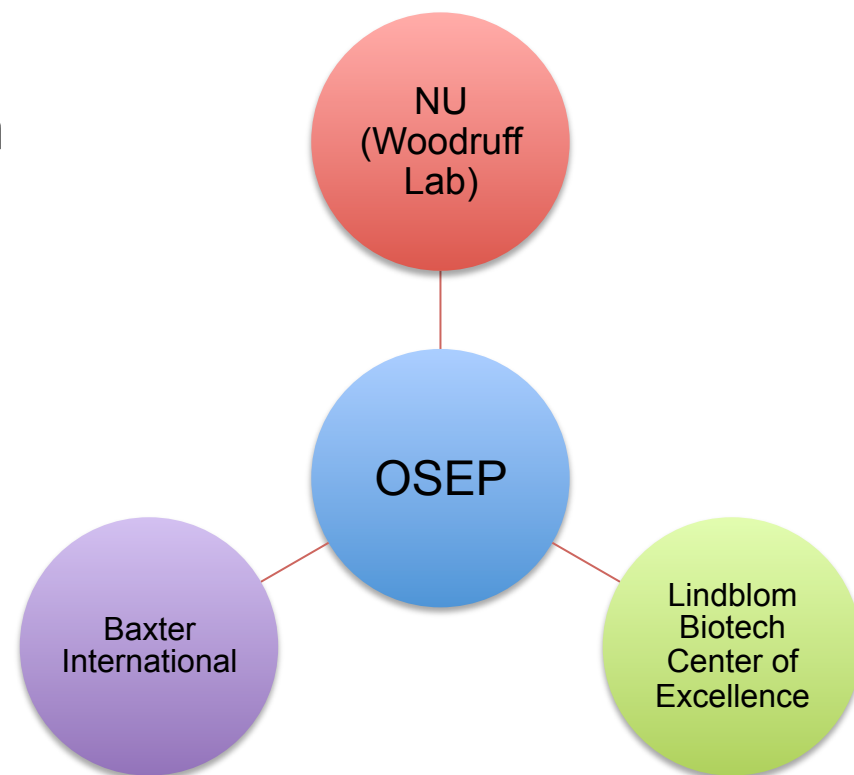 NU
(Woodruff
Lab)
OSEP
Baxter
International
Lindblom
Biotech
Center of
Excellence